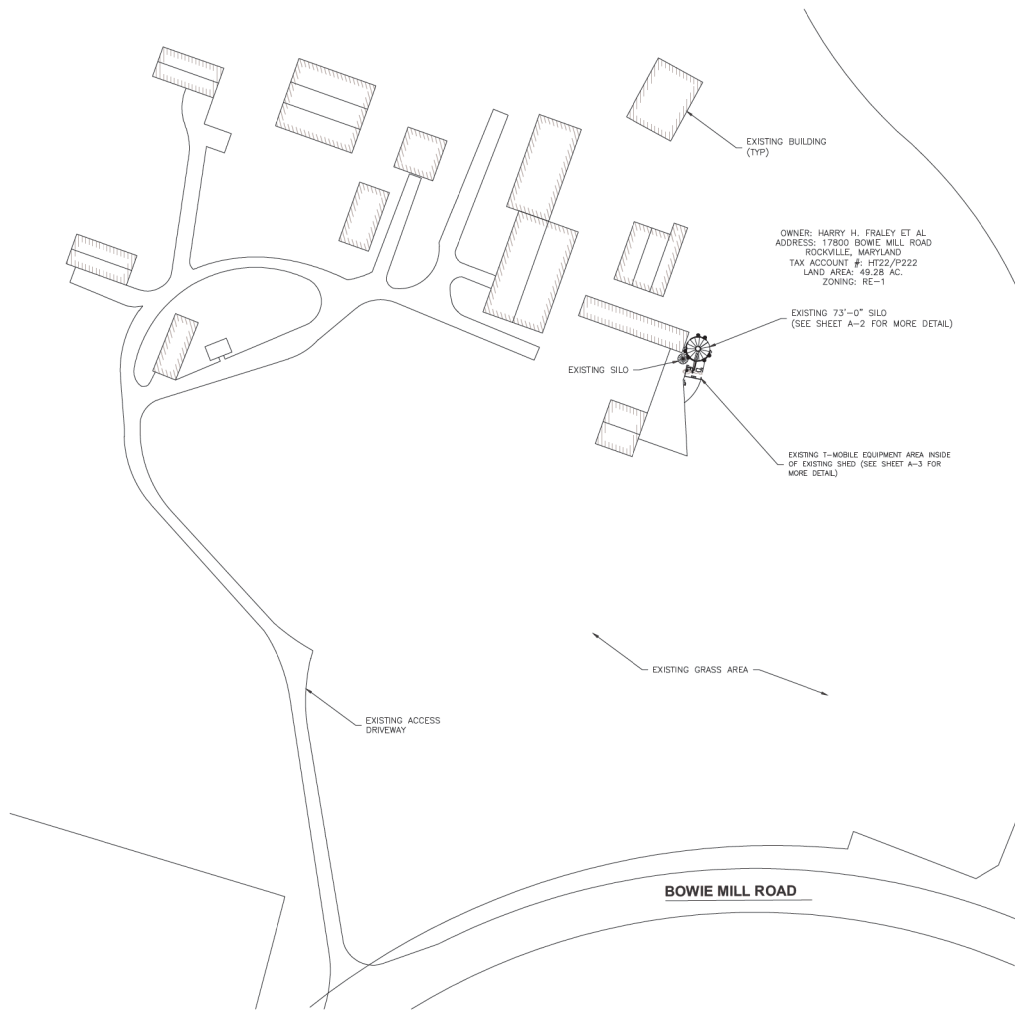 EXISTING BUILDING
(TYP)
OWNER: HARRY H. FRALEY ET AL
ADDRESS: 17800 BOWIE MILL ROAD
ROCKVILLE, MARYLAND
TAX ACCOUNT #: HT22/P222
LAND AREA: 49.28 AC.
ZONING: RE-1
EXISTING 73'-0" SILO
(SEE SHEET A-2 FOR MORE DETAIL)
EXISTING SILO
EXISTING T-MOBILE EQUIPMENT AREA INSIDE
OF EXISTING SHED (SEE SHEET A-3 FOR
MORE DETAIL)
EXISTING GRASS AREA
EXISTING ACCESS
DRIVEWAY
BOWIE MILL ROAD